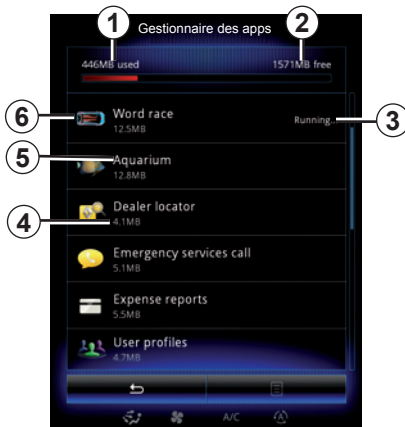 1
2
Gestionnaire des apps
446MB used
1571MB free
6
Word race
Running..
3
12.5MB
5
Aquarium
12.8MB
Dealer locator
4
4.1MB
Emergency services call
5.1MB
Expense reports
5.5MB
User profiles
4.7MB
A/C
A